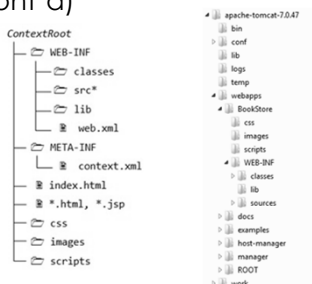 ContextRoot
WEB-INF
classes
src*
lib
web.xml
META-INF
context.xml
index.html
*.html, *.jsp
css
images
scripts
apache-tomcat-7.0.47
bin
conf
lib
logs
temp
webapps
BookStore
css
images
scripts
WEB-INF
classes
lib
sources
docs
examples
host-manager
manager
ROOT
work